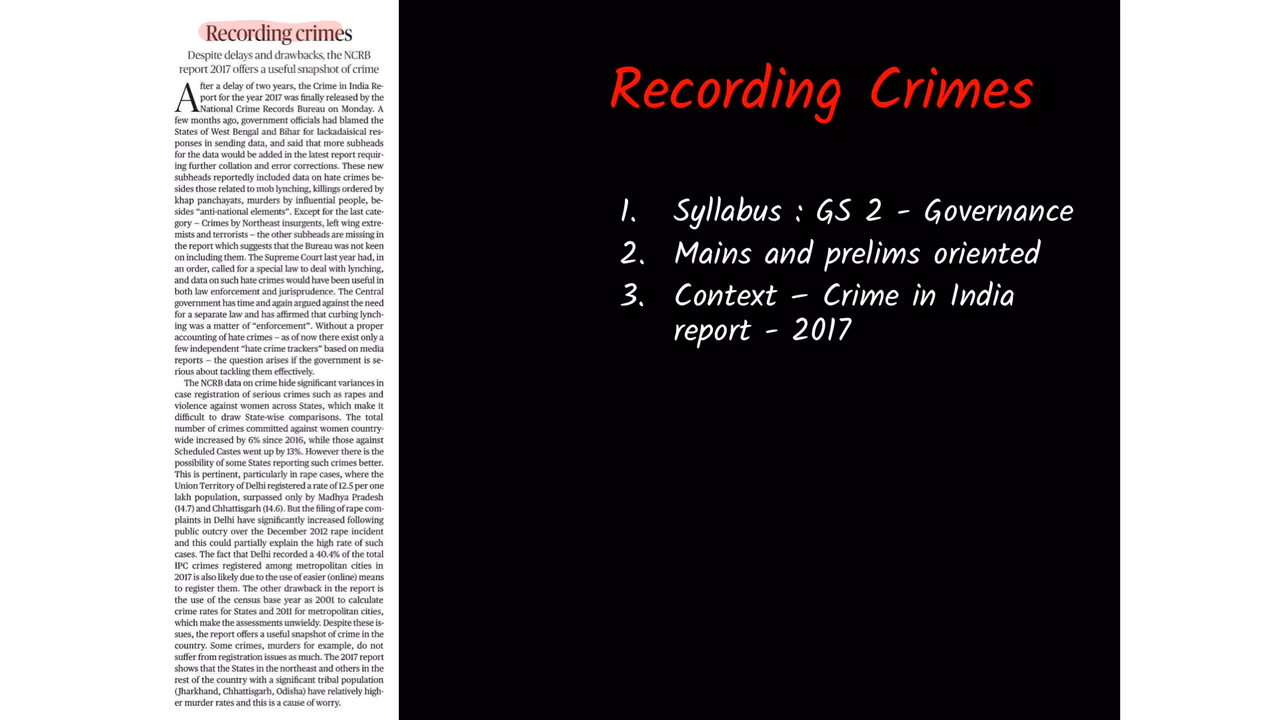 Recording crimes
Despite delays and drawbacks, the NCRB
report 2017 offers a useful snapshot of crime
After a delay of two years, the Crime in India Re-
port for the year 2017 was finally released by the
National Crime Records Bureau on Monday. A
few months ago, government officials had blamed the
States of West Bengal and Bihar for lackadaisical res-
ponses in sending data, and said that more subheads
for the data would be added in the latest report requir-
ing further collation and error corrections. These new
subheads reportedly included data on hate crimes be-
sides those related to mob lynching, killings ordered by
khap panchayats, murders by influential people, be-
sides “anti-national elements”. Except for the last cate-
gory – Crimes by Northeast insurgents, left wing extre-
mists and terrorists – the other subheads are missing in
the report which suggests that the Bureau was not keen
on including them. The Supreme Court last year had, in
an order, called for a special law to deal with lynching,
and data on such hate crimes would have been useful in
both law enforcement and jurisprudence. The Central
government has time and again argued against the need
for a separate law and has affirmed that curbing lynch-
ing was a matter of “enforcement”. Without a proper
accounting of hate crimes – as of now there exist only a
few independent “hate crime trackers” based on media
reports – the question arises if the government is se-
rious about tackling them effectively.
The NCRB data on crime hide significant variances in
case registration of serious crimes such as rapes and
violence against women across States, which make it
difficult to draw State-wise comparisons. The total
number of crimes committed against women country-
wide increased by 6% since 2016, while those against
Scheduled Castes went up by 13%. However there is the
possibility of some States reporting such crimes better.
This is pertinent, particularly in rape cases, where the
Union Territory of Delhi registered a rate of 12.5 per one
lakh population, surpassed only by Madhya Pradesh
(14.7) and Chhattisgarh (14.6). But the filing of rape com-
plaints in Delhi have significantly increased following
public outcry over the December 2012 rape incident
and this could partially explain the high rate of such
cases. The fact that Delhi recorded a 40.4% of the total
IPC crimes registered among metropolitan cities in
2017 is also likely due to the use of easier (online) means
to register them. The other drawback in the report is
the use of the census base year as 2001 to calculate
crime rates for States and 2011 for metropolitan cities,
which make the assessments unwieldy. Despite these is-
sues, the report offers a useful snapshot of crime in the
country. Some crimes, murders for example, do not
suffer from registration issues as much. The 2017 report
shows that the States in the northeast and others in the
rest of the country with a significant tribal population
(Jharkhand, Chhattisgarh, Odisha) have relatively high-
er murder rates and this is a cause of worry.
Recording Crimes
1. Syllabus : GS 2 - Governance
2. Mains and prelims oriented
3. Context – Crime in India
report - 2017